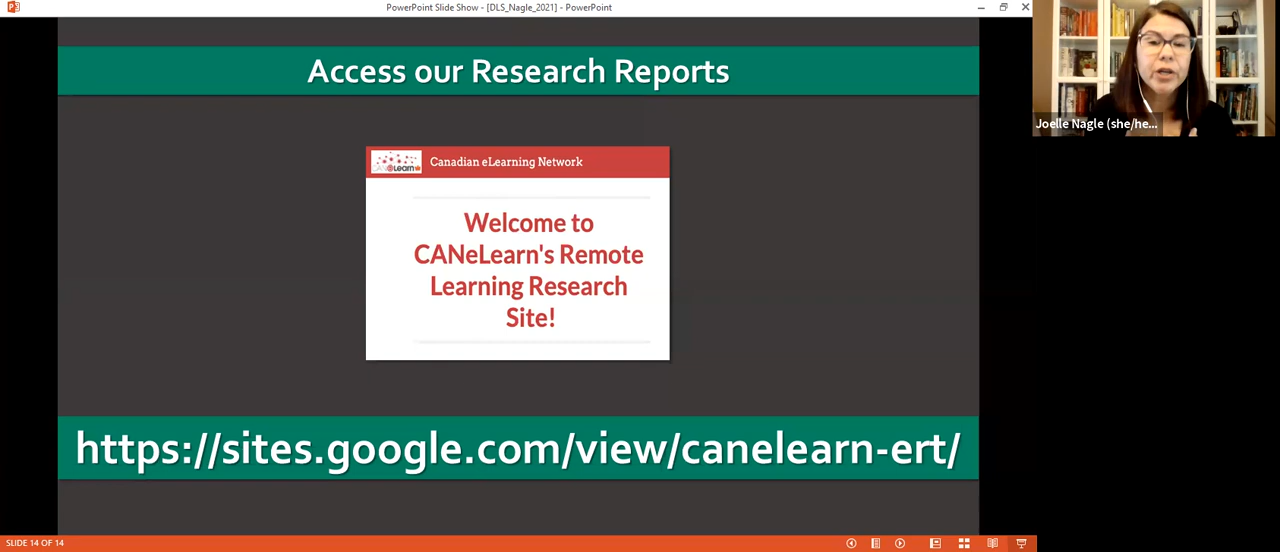 PowerPoint Slide Show - [DLS_Nagle_2021] - PowerPoint
Access our Research Reports
Canadian eLearning Network
Welcome to
CANeLearn's Remote
Learning Research
Site!
https://sites.google.com/view/canelearn-ert/
Joelle Nagle (she/he...
SLIDE 14 OF 14